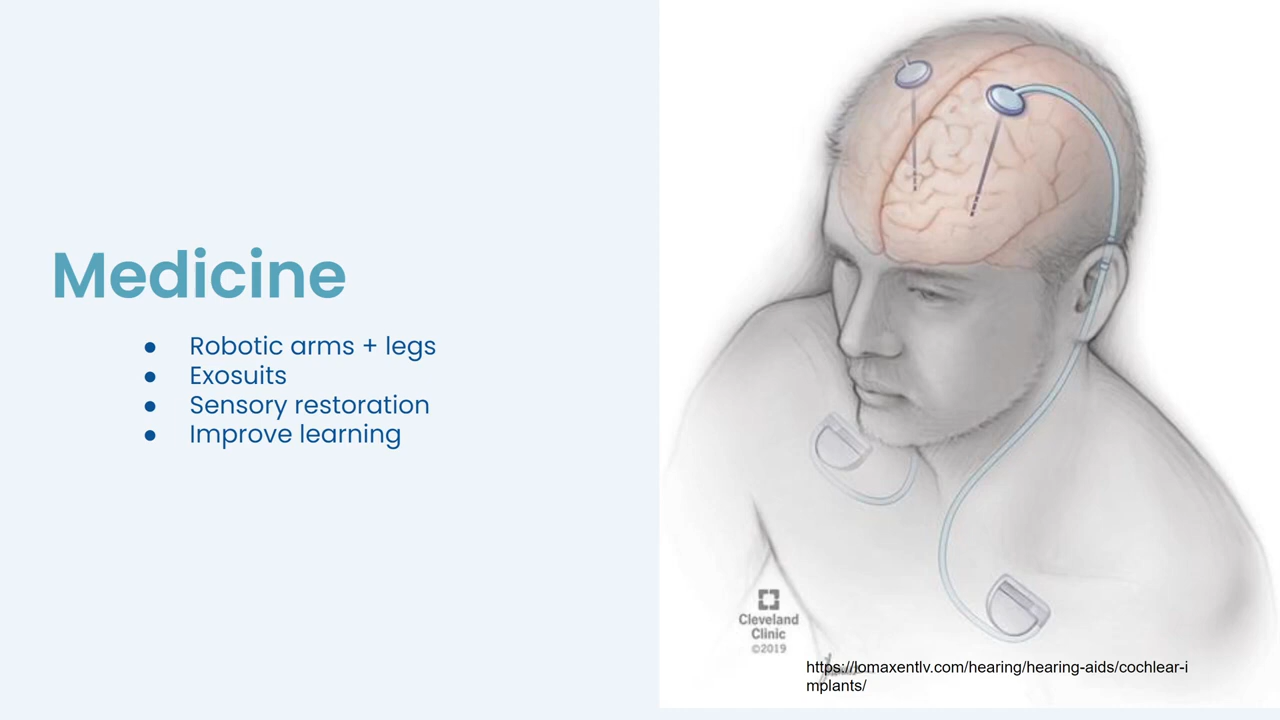 Medicine
● Robotic arms + legs
● Exosuits
● Sensory restoration
● Improve learning
Cleveland
Clinic
©2019
https://lomaxentlv.com/hearing/hearing-aids/cochlear-i
mplants/